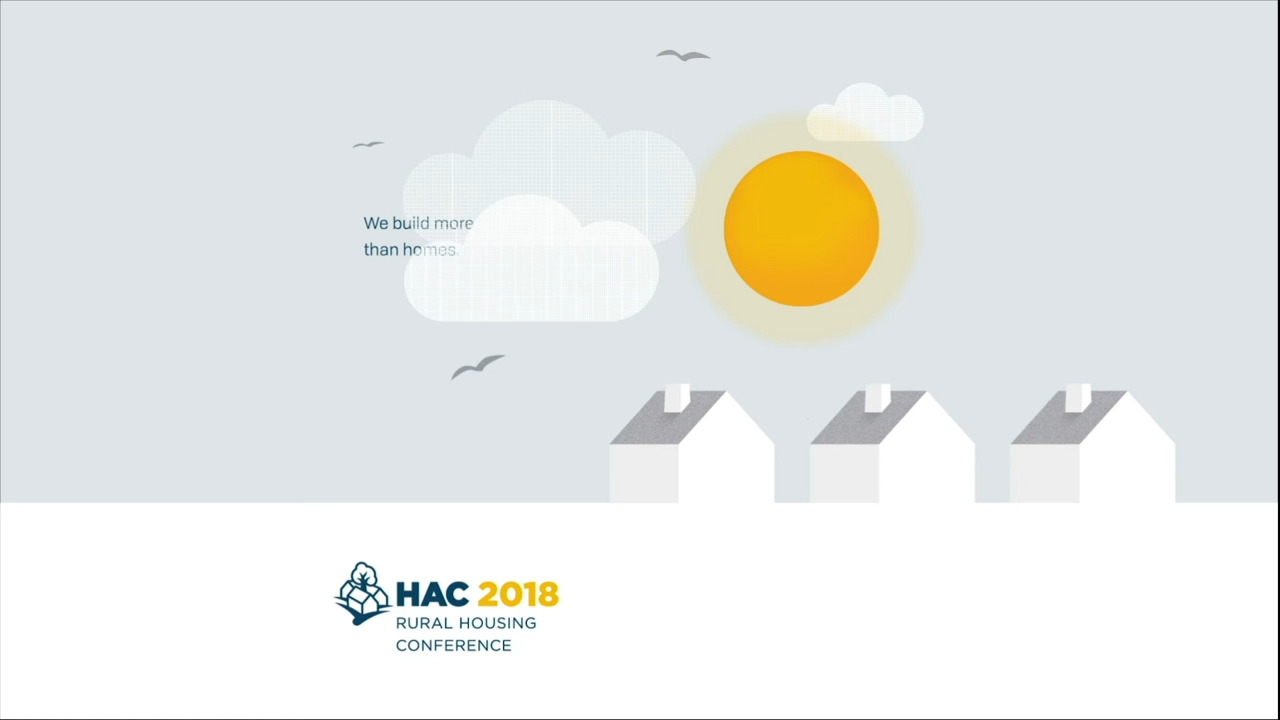 We build more
than homes.
HAC 2018
RURAL HOUSING
CONFERENCE